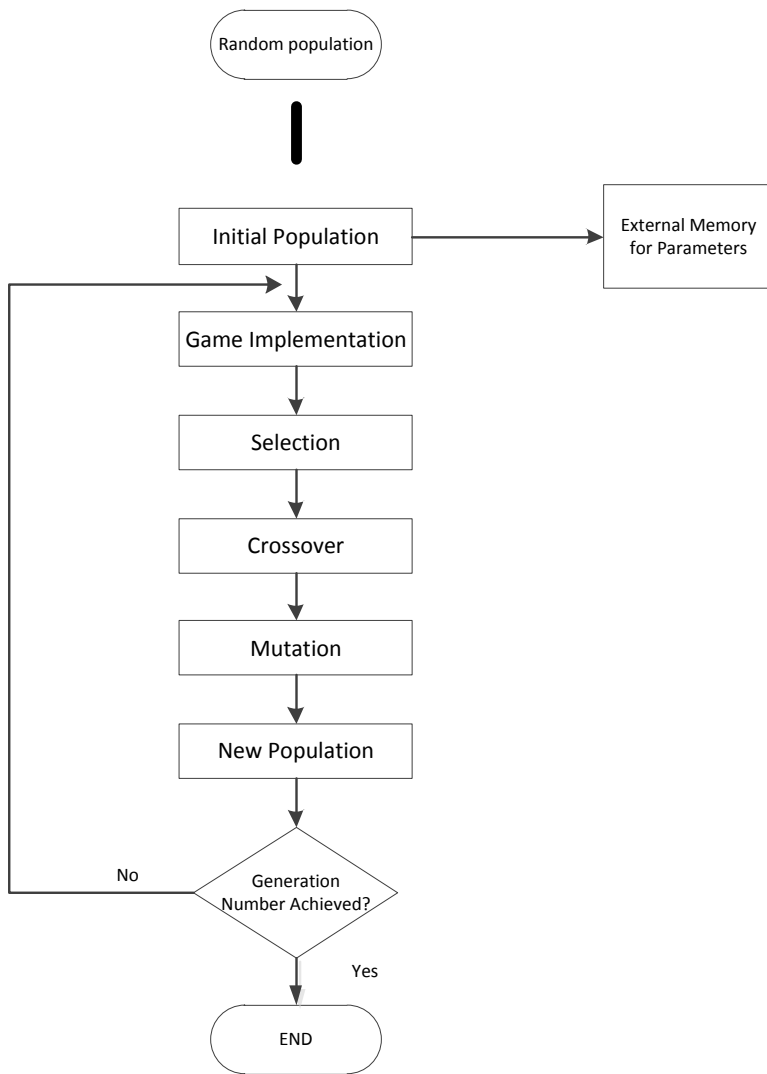 Random population
Initial Population
External Memory
for Parameters
Game Implementation
Selection
Crossover
Mutation
New Population
No
Generation
Number Achieved?
Yes
END